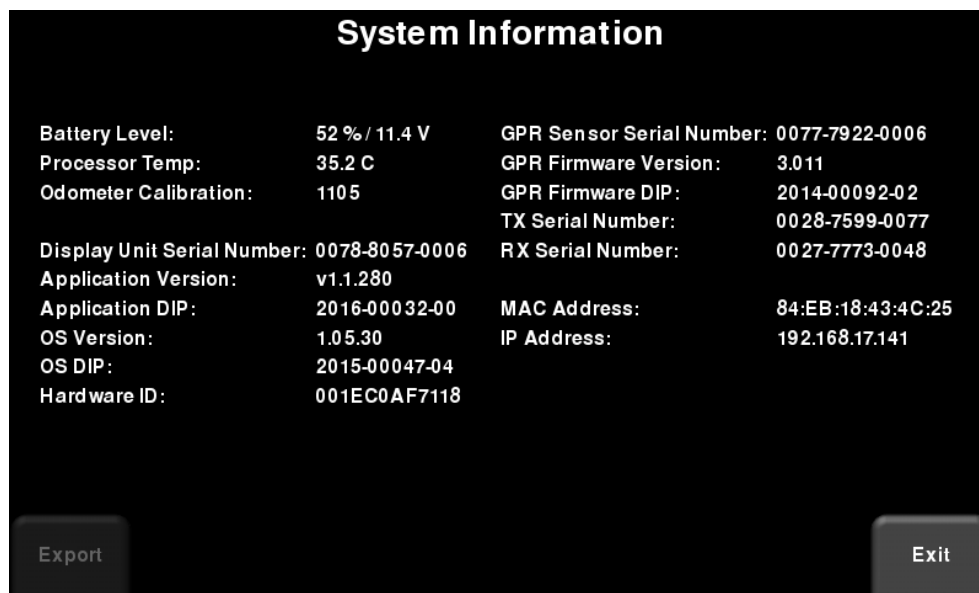 System Information
Battery Level: 52 % / 11.4 V
Processor Temp: 35.2 C
Odometer Calibration: 1105
Display Unit Serial Number: 0078-8057-0006
Application Version: v1.1.280
Application DIP: 2016-00032-00
OS Version: 1.05.30
OS DIP: 2015-00047-04
Hardware ID: 001EC0AF7118
GPR Sensor Serial Number: 0077-7922-0006
GPR Firmware Version: 3.011
GPR Firmware DIP: 2014-00092-02
TX Serial Number: 0028-7599-0077
RX Serial Number: 0027-7773-0048
MAC Address: 84:EB:18:43:4C:25
IP Address: 192.168.17.141
Export
Exit